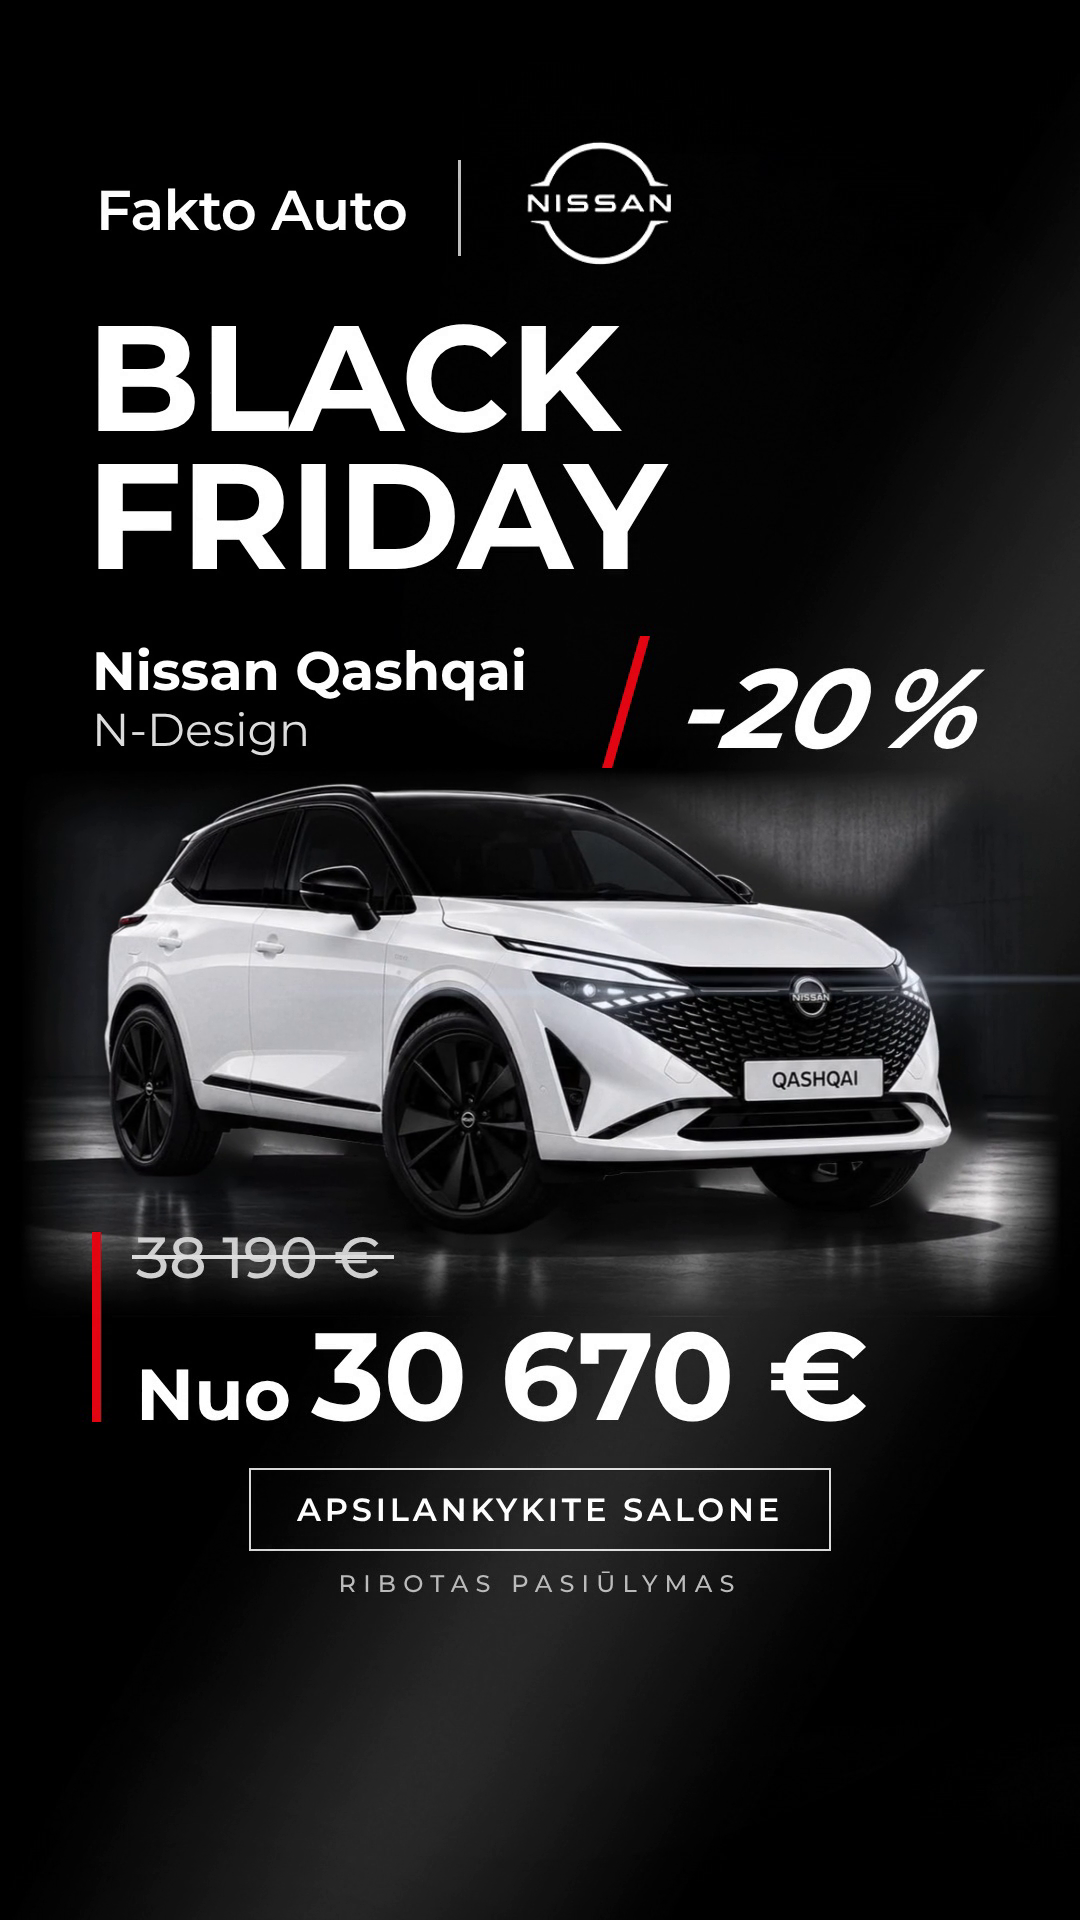 Fakto Auto
NISSAN
BLACK
FRIDAY
Nissan Qashqai
N-Design
-20 %
NISSAN
QASHQAI
38 190 €
Nuo 30 670 €
APSILANKYKITE SALONE
RIBOTAS PASIŪLYMAS